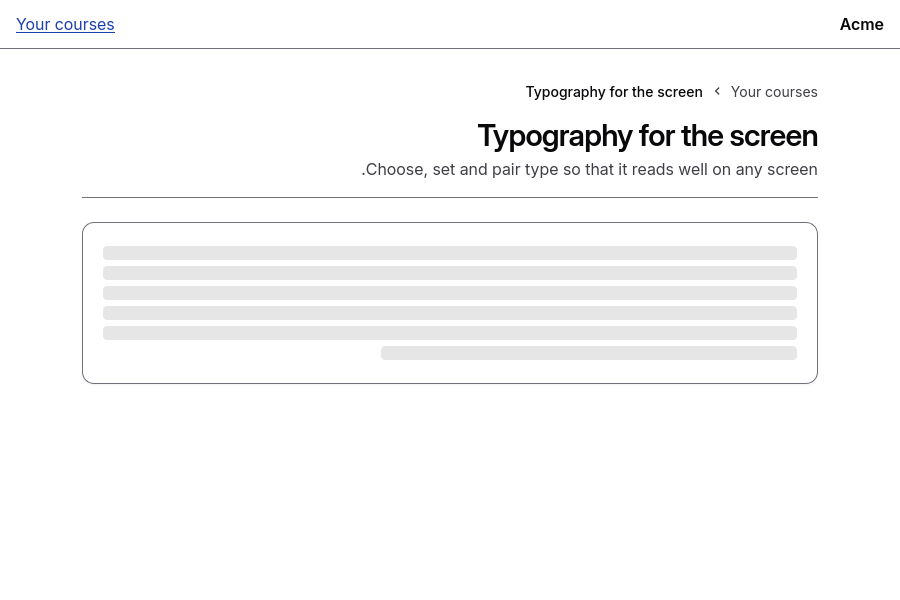 Acme
Your courses
Your courses ‹ Typography for the screen
Typography for the screen
.Choose, set and pair type so that it reads well on any screen